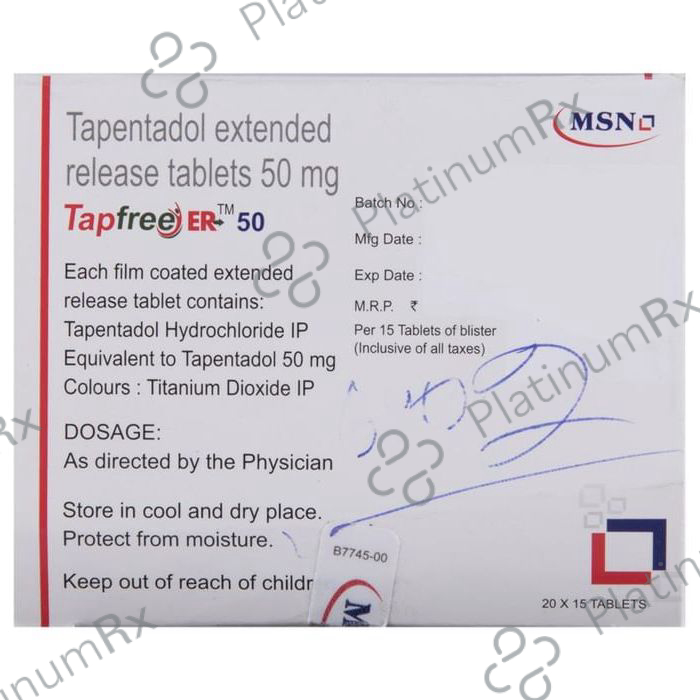 Tapentadol extended
release tablets 50 mg
Tapfree ER™ 50
Each film coated extended
release tablet contains:
Tapentadol Hydrochloride IP
Equivalent to Tapentadol 50 mg
Colours : Titanium Dioxide IP
DOSAGE:
As directed by the Physician
Store in cool and dry place.
Protect from moisture.
Keep out of reach of childr
MSN
Batch No :
Mfg Date :
Exp Date :
M.R.P. ₹
Per 15 Tablets of blister
(Inclusive of all taxes)
B7745-00
M
20 X 15 TABLETS
PlatinumRx
PlatinumRx
PlatinumRx
PlatinumRx